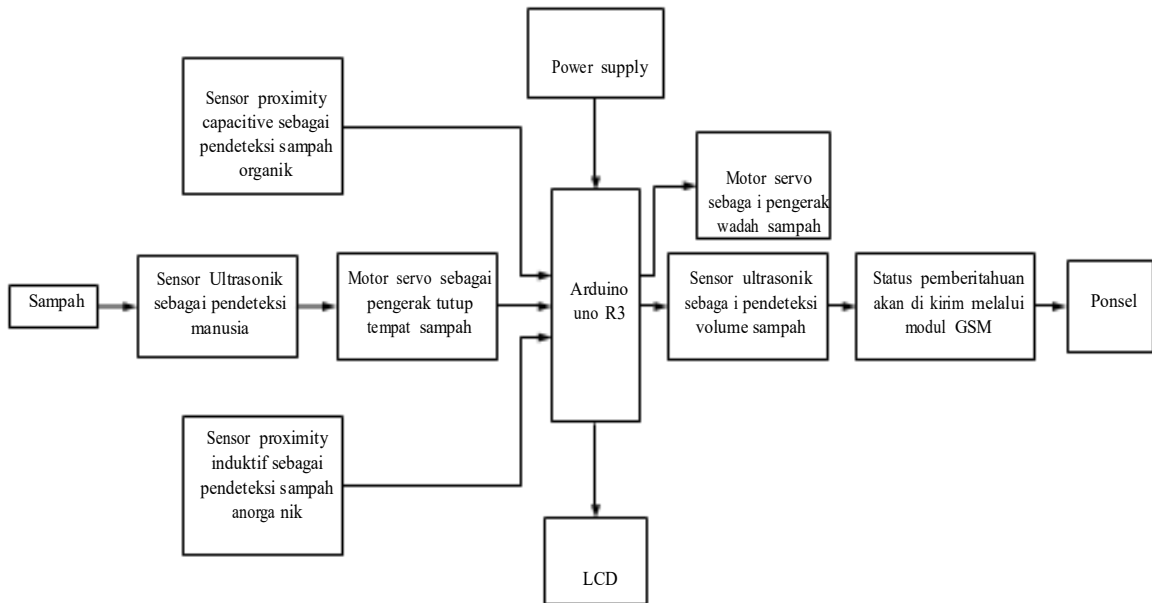 Power supply
Sensor proximity
capacitive sebagai
pendeteksi sampah
organik
Motor servo
sebaga i pengerak
wadah sampah
Sampah
Sensor Ultrasonik
sebagai pendeteksi
manusia
Motor servo sebagai
pengerak tutup
tempat sampah
Arduino
uno R3
Sensor ultrasonik
sebaga i pendeteksi
volume sampah
Status pemberitahuan
akan di kirim melalui
modul GSM
Ponsel
Sensor proximity
induktif sebagai
pendeteksi sampah
anorga nik
LCD